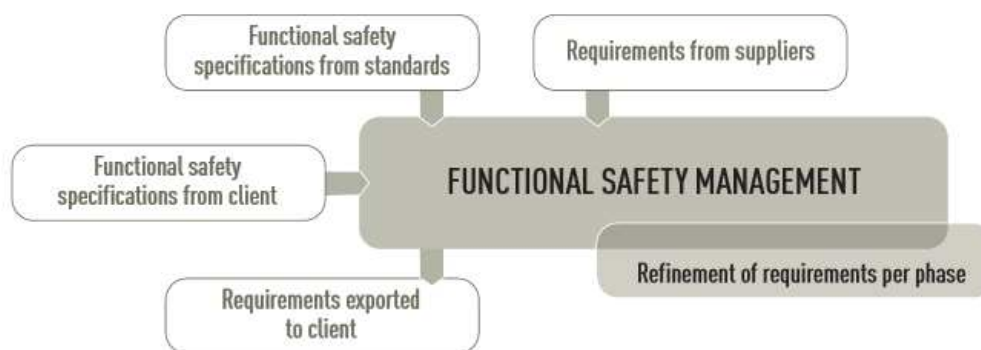 Functional safety
specifications from standards
Requirements from suppliers
Functional safety
specifications from client
FUNCTIONAL SAFETY MANAGEMENT
Refinement of requirements per phase
Requirements exported
to client